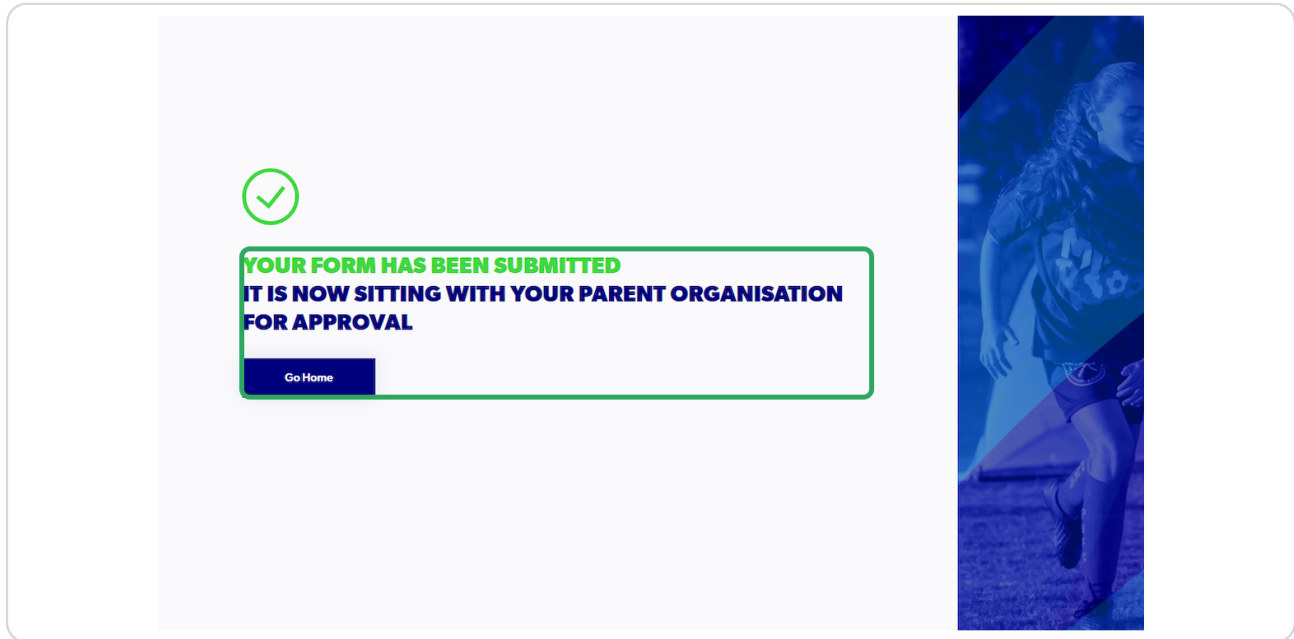 YOUR FORM HAS BEEN SUBMITTED
IT IS NOW SITTING WITH YOUR PARENT ORGANISATION
FOR APPROVAL
Go Home